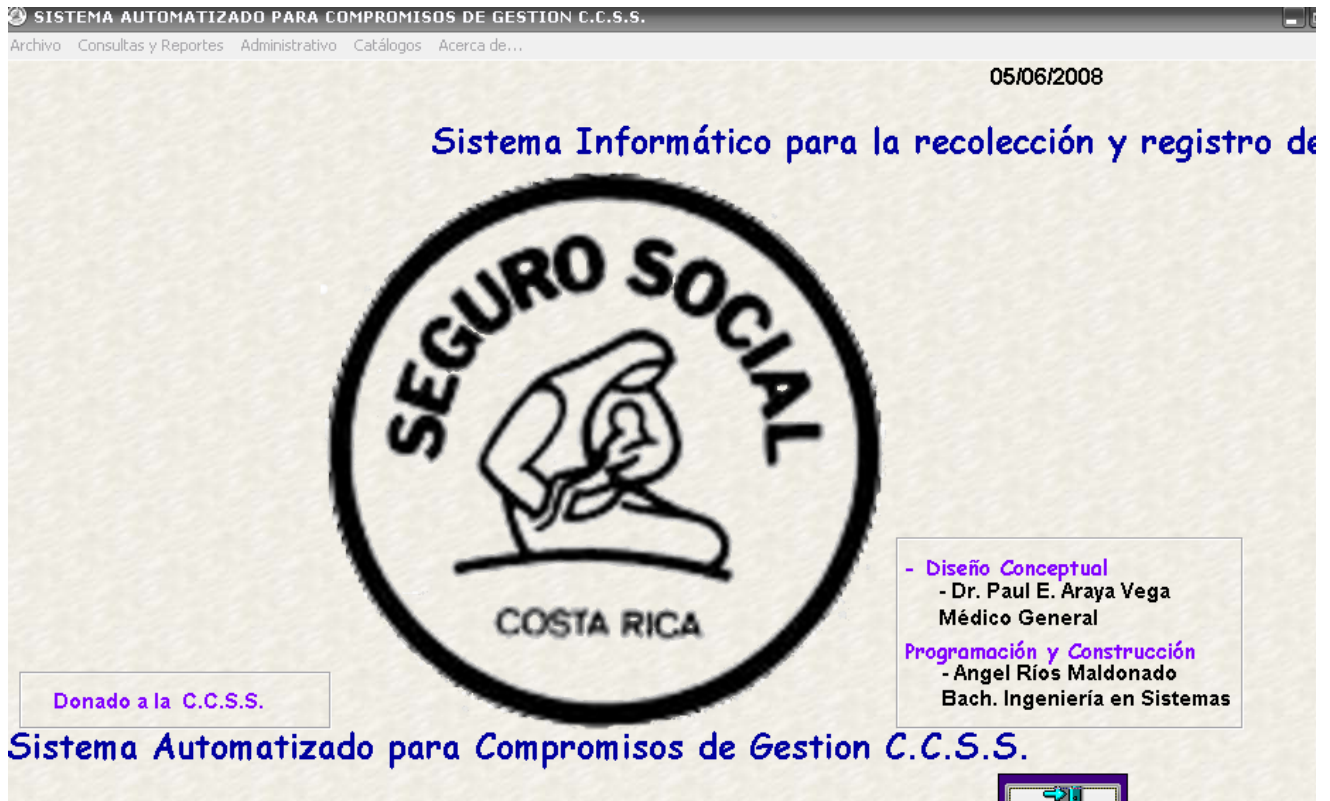 SISTEMA AUTOMATIZADO PARA COMPROMISOS DE GESTION C.C.S.S.
Archivo Consultas y Reportes Administrativo Catálogos Acerca de...
05/06/2008
Sistema Informático para la recolección y registro de
SEGURO SOCIAL
COSTA RICA
- Diseño Conceptual
- Dr. Paul E. Araya Vega
Médico General
Programación y Construcción
- Angel Ríos Maldonado
Bach. Ingeniería en Sistemas
Donado a la C.C.S.S.
Sistema Automatizado para Compromisos de Gestion C.C.S.S.